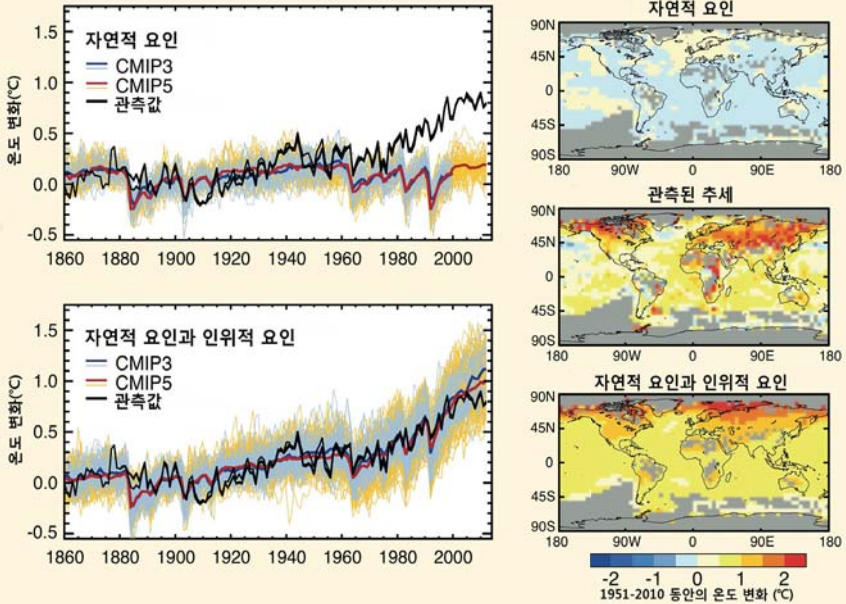 자연적 요인
CMIP3
CMIP5
관측값
온도 변화(℃)
1.5
1.0
0.5
0.0
-0.5
1860 1880 1900 1920 1940 1960 1980 2000
자연적 요인과 인위적 요인
CMIP3
CMIP5
관측값
온도 변화(℃)
1.5
1.0
0.5
0.0
-0.5
1860 1880 1900 1920 1940 1960 1980 2000
자연적 요인
90N
45N
0
45S
90S
180 90W 0 90E 180
관측된 추세
90N
45N
0
45S
90S
180 90W 0 90E 180
자연적 요인과 인위적 요인
90N
45N
0
45S
90S
180 90W 0 90E 180
-2 -1 0 1 2
1951-2010 동안의 온도 변화 (℃)